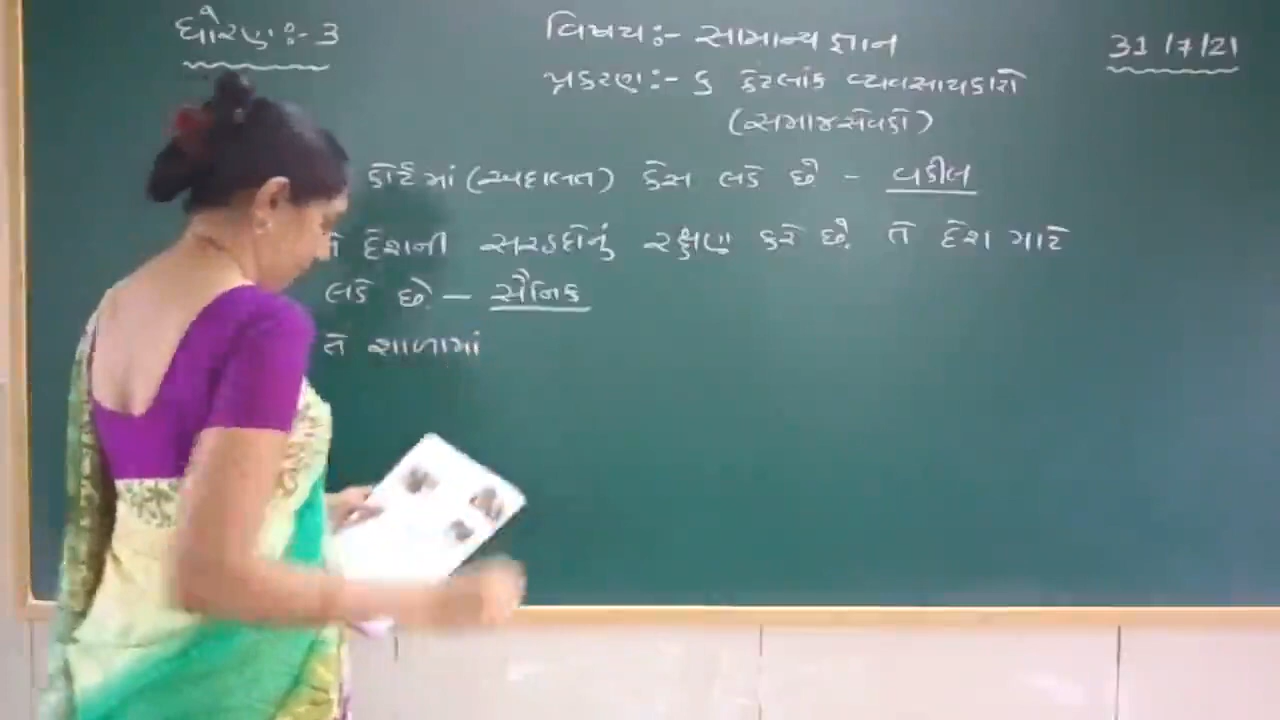 ધોરણ:- 3
વિષય:- સામાન્ય જ્ઞાન
31/7/21
પ્રકરણ:- ૬ કેટલાંક વ્યવસાયકારો
(સમાજસેવકો)
કોર્ટમાં (અદાલત) કેસ લડે છે - વકીલ
તે દેશની સરહદોનું રક્ષણ કરે છે. તે દેશ માટે
લડે છે. - સૈનિક
તે શાળામાં